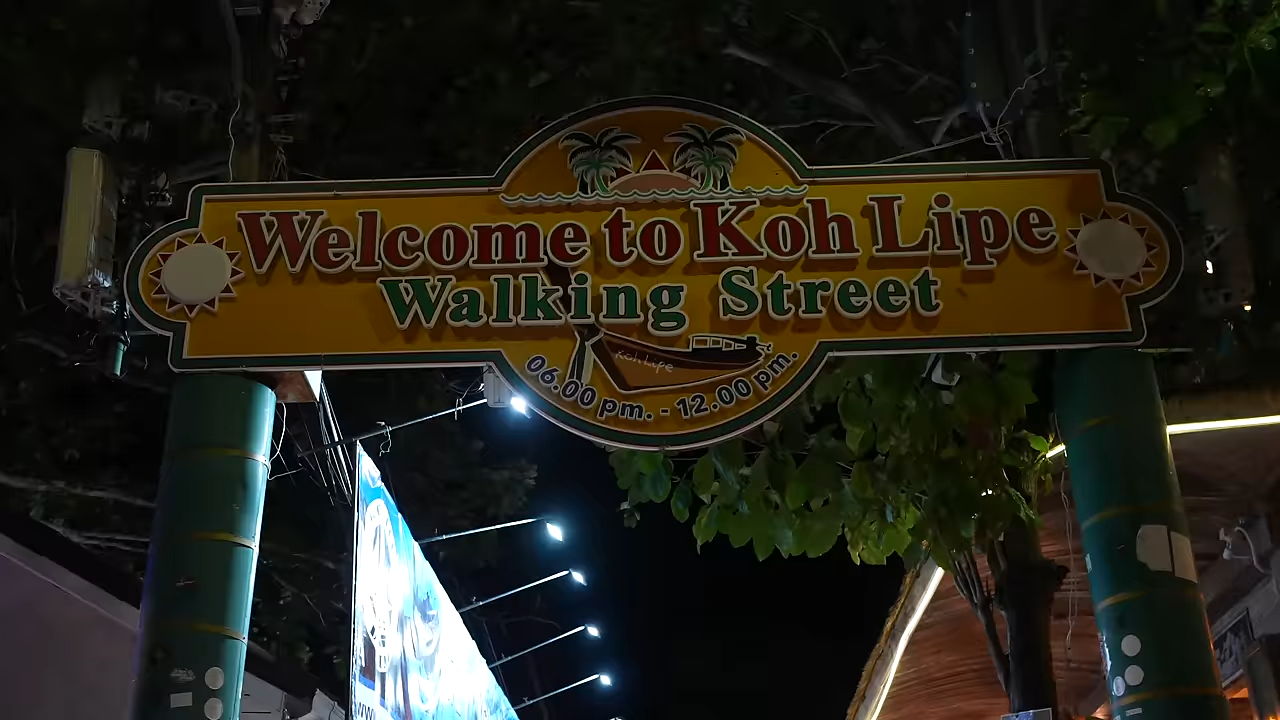 Welcome to Koh Lipe
Walking Street
Koh Lipe
06.00 pm. - 12.00 pm.